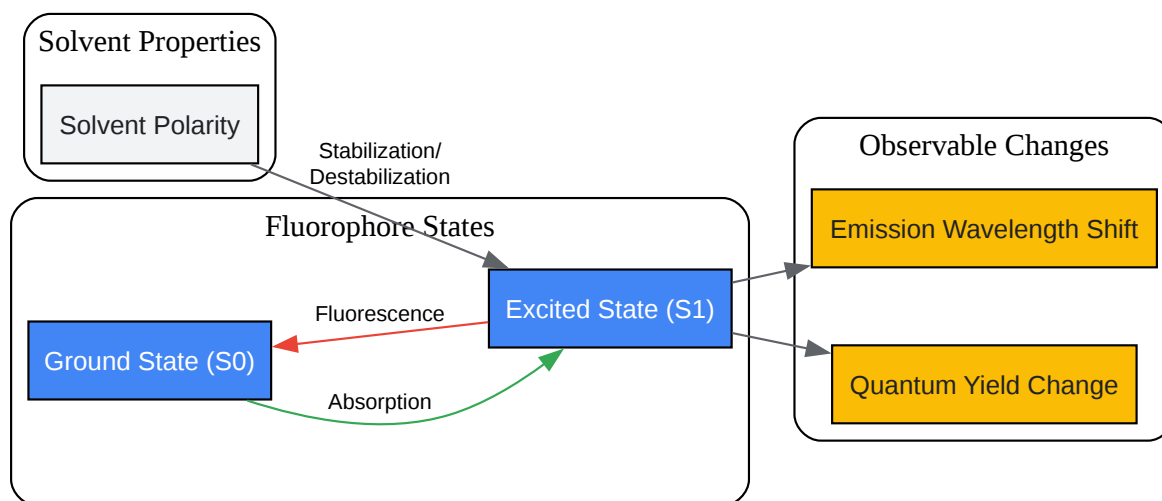 Solvent Properties
Solvent Polarity
Stabilization/
Destabilization
Fluorophore States
Excited State (S1)
Fluorescence
Ground State (S0)
Absorption
Observable Changes
Emission Wavelength Shift
Quantum Yield Change